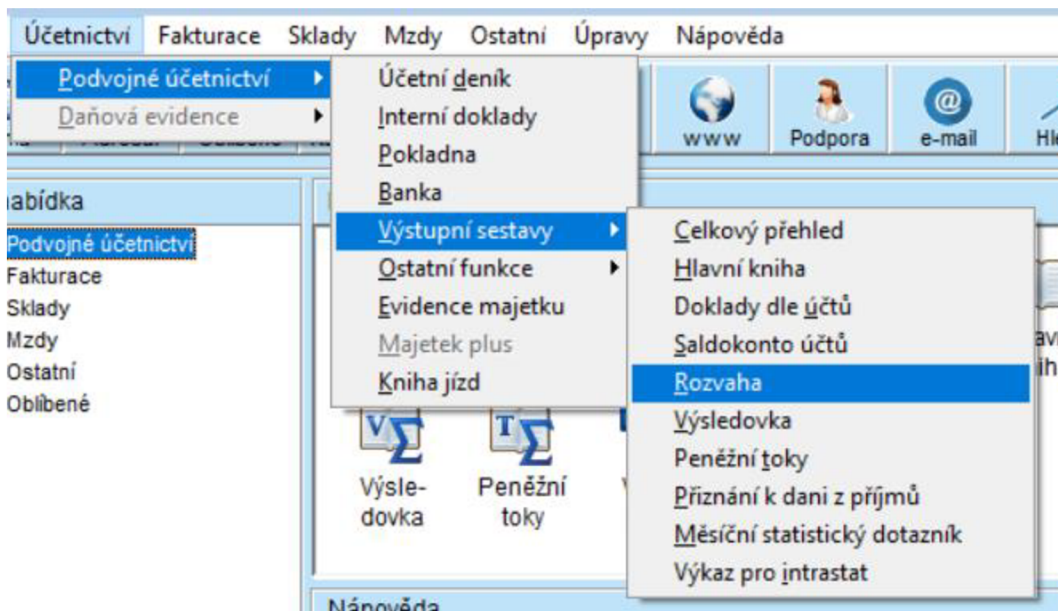 Účetnictví Fakturace Sklady Mzdy Ostatní Úpravy Nápověda
Podvojné účetnictví
Daňová evidence
Účetní deník
Interní doklady
Pokladna
Banka
Výstupní sestavy
Ostatní funkce
Evidence majetku
Majetek plus
Kniha jízd
www Podpora e-mail
Podvojné účetnictví
Fakturace
Sklady
Mzdy
Ostatní
Oblíbené
Celkový přehled
Hlavní kniha
Doklady dle účtů
Saldokonto účtů
Rozvaha
Výsledovka
Peněžní toky
Přiznání k dani z příjmů
Měsíční statistický dotazník
Výkaz pro intrastat
Výsle-
dovka
Peněžní
toky
Nápověda